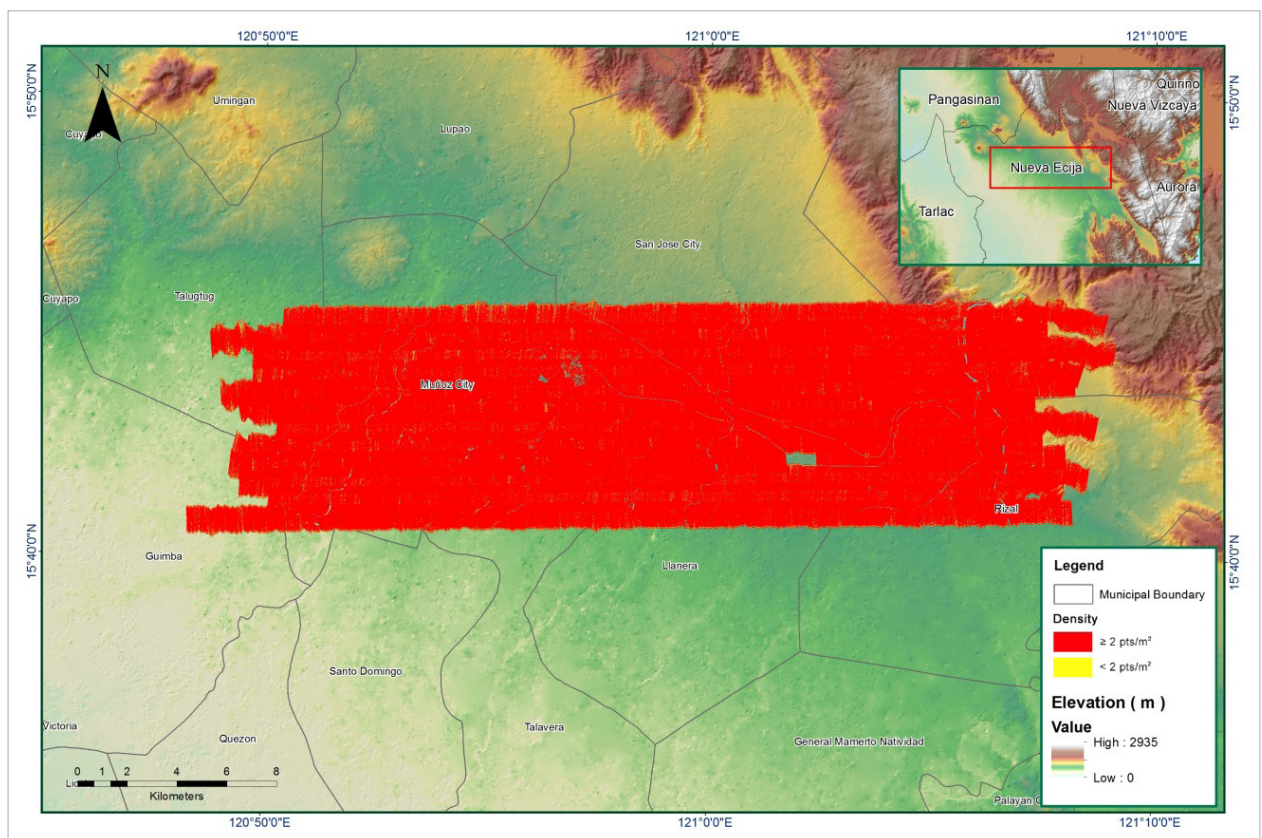 120°50'0"E
121°0'0"E
121°10'0"E
15°50'0"N
15°50'0"N
N
Umingan
Cuyapo
Lupao
San Jose City
Cuyapo
Talugtug
Pangasinan
Quirino
Nueva Vizcaya
Nueva Ecija
Aurora
Tarlac
Muñoz City
Rizal
15°40'0"N
15°40'0"N
Guimba
Llanera
Santo Domingo
Talavera
General Mamerto Natividad
Victoria
Quezon
Palayan
0 1 2 4 6 8
Kilometers
Legend
Municipal Boundary
Density
≥ 2 pts/m²
< 2 pts/m²
Elevation ( m )
Value
High : 2935
Low : 0
120°50'0"E
121°0'0"E
121°10'0"E